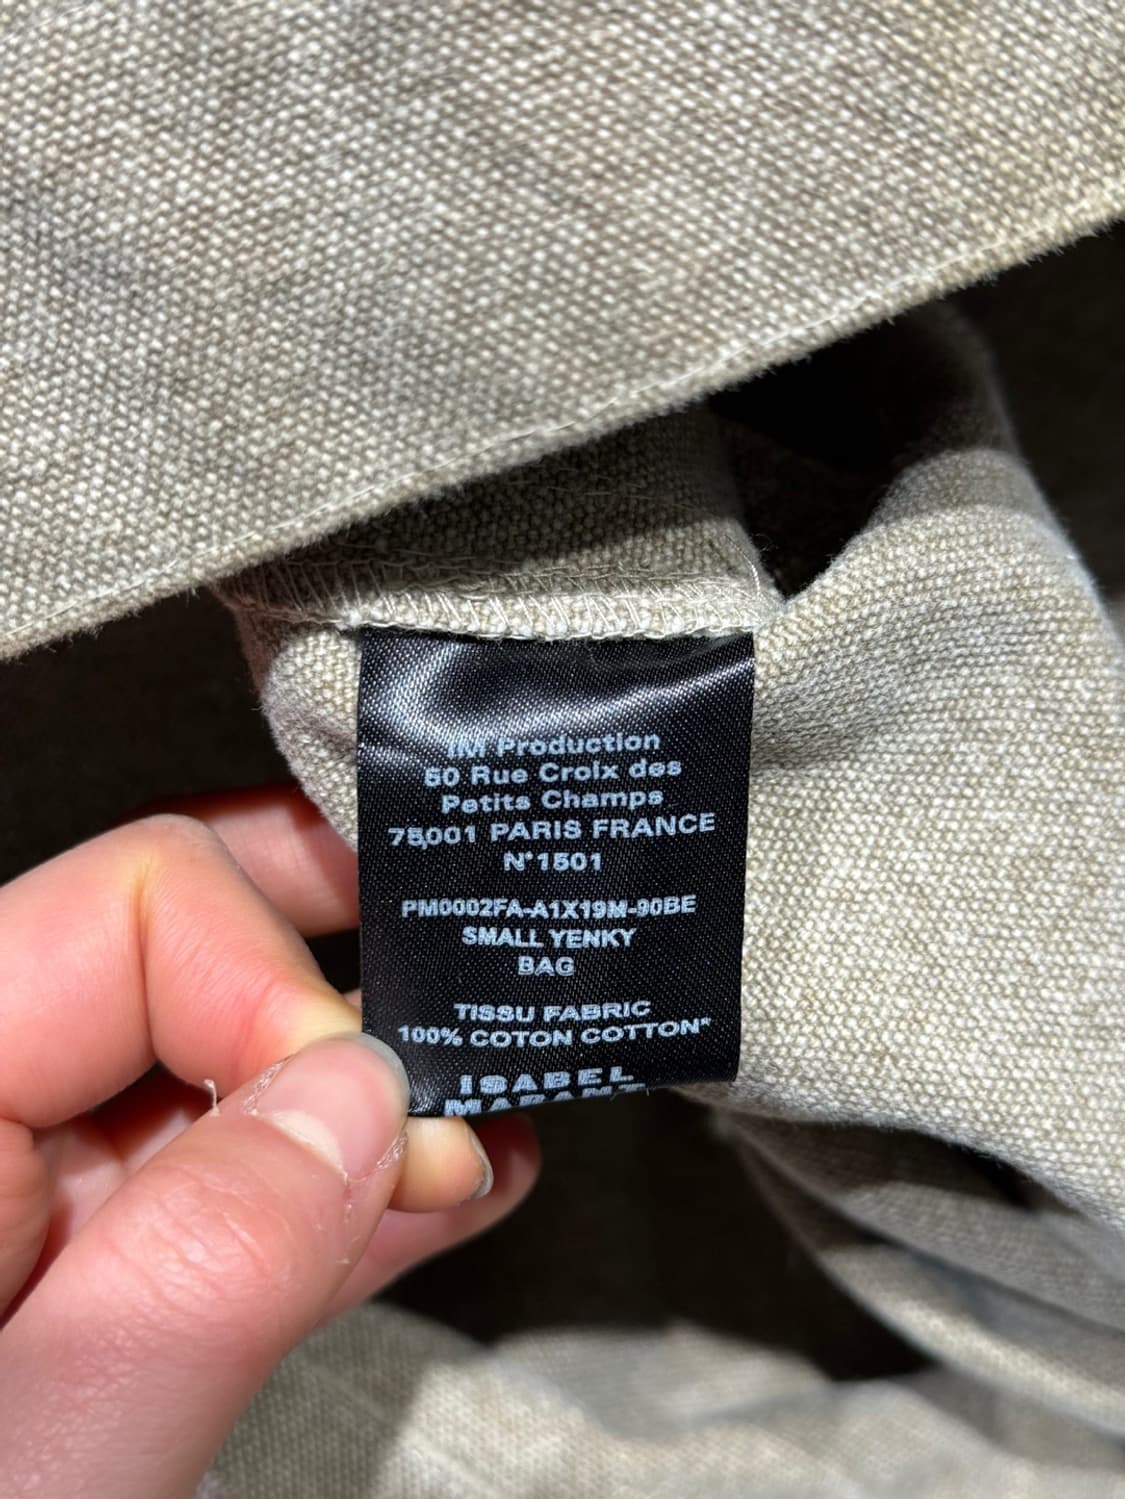 IM Production
50 Rue Croix des
Petits Champs
75001 PARIS FRANCE
N°1501
PM0002FA-A1X19M-90BE
SMALL YENKY
BAG
TISSU FABRIC
100% COTON COTTON*
ISABEL
MARANT